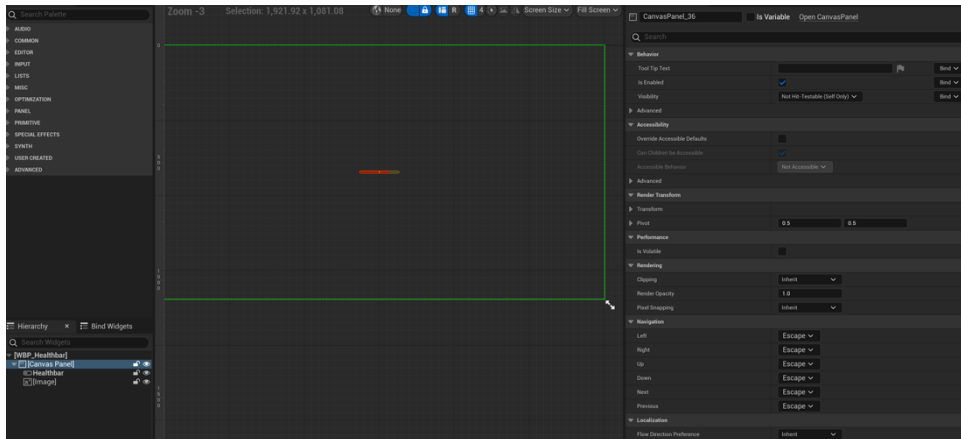 Search Palette
AUDIO
COMMON
EDITOR
INPUT
LISTS
MISC
OPTIMIZATION
PANEL
PRIMITIVE
SPECIAL EFFECTS
SYNTH
USER CREATED
ADVANCED
Hierarchy × Bind Widgets
Search Widgets
[WBP_Healthbar]
[Canvas Panel]
Healthbar
[Image]
Zoom -3 Selection: 1,921.92 x 1,081.08 None R 4 Screen Size Fill Screen
0
500
1000
1500
CanvasPanel_36 Is Variable Open CanvasPanel
Search
Behavior
Tool Tip Text Bind
Is Enabled Bind
Visibility Not Hit-Testable (Self Only) Bind
Advanced
Accessibility
Override Accessible Defaults
Can Children be Accessible
Accessible Behavior Not Accessible
Advanced
Render Transform
Transform
Pivot 0.5 0.5
Performance
Is Volatile
Rendering
Clipping Inherit
Render Opacity 1.0
Pixel Snapping Inherit
Navigation
Left Escape
Right Escape
Up Escape
Down Escape
Next Escape
Previous Escape
Localization
Flow Direction Preference Inherit